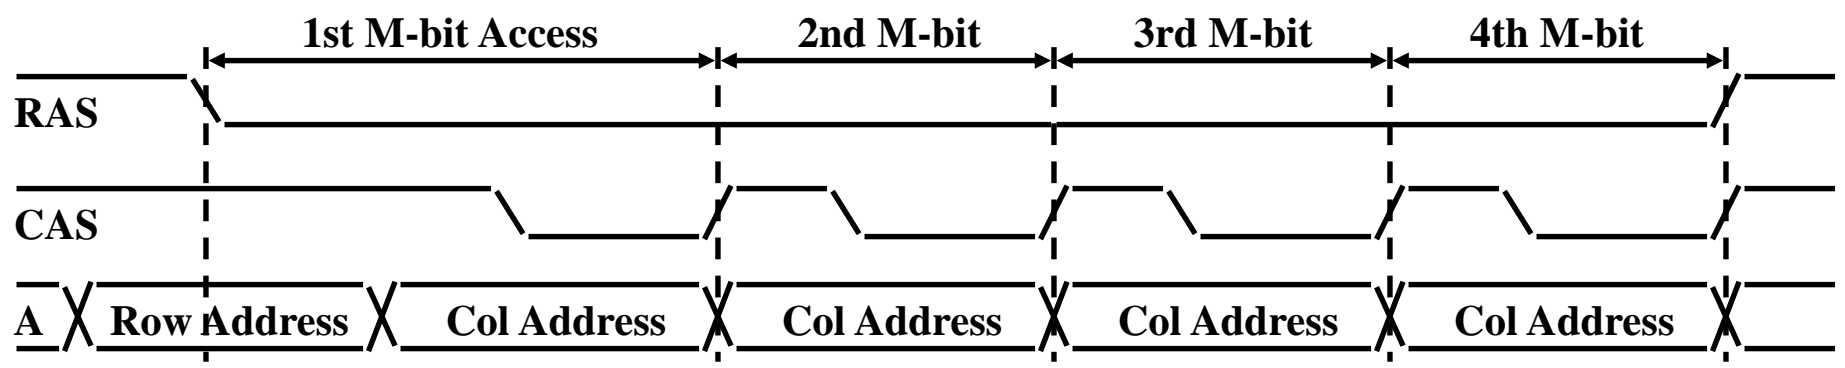 1st M-bit Access 2nd M-bit 3rd M-bit 4th M-bit
RAS
CAS
A Row Address Col Address Col Address Col Address Col Address